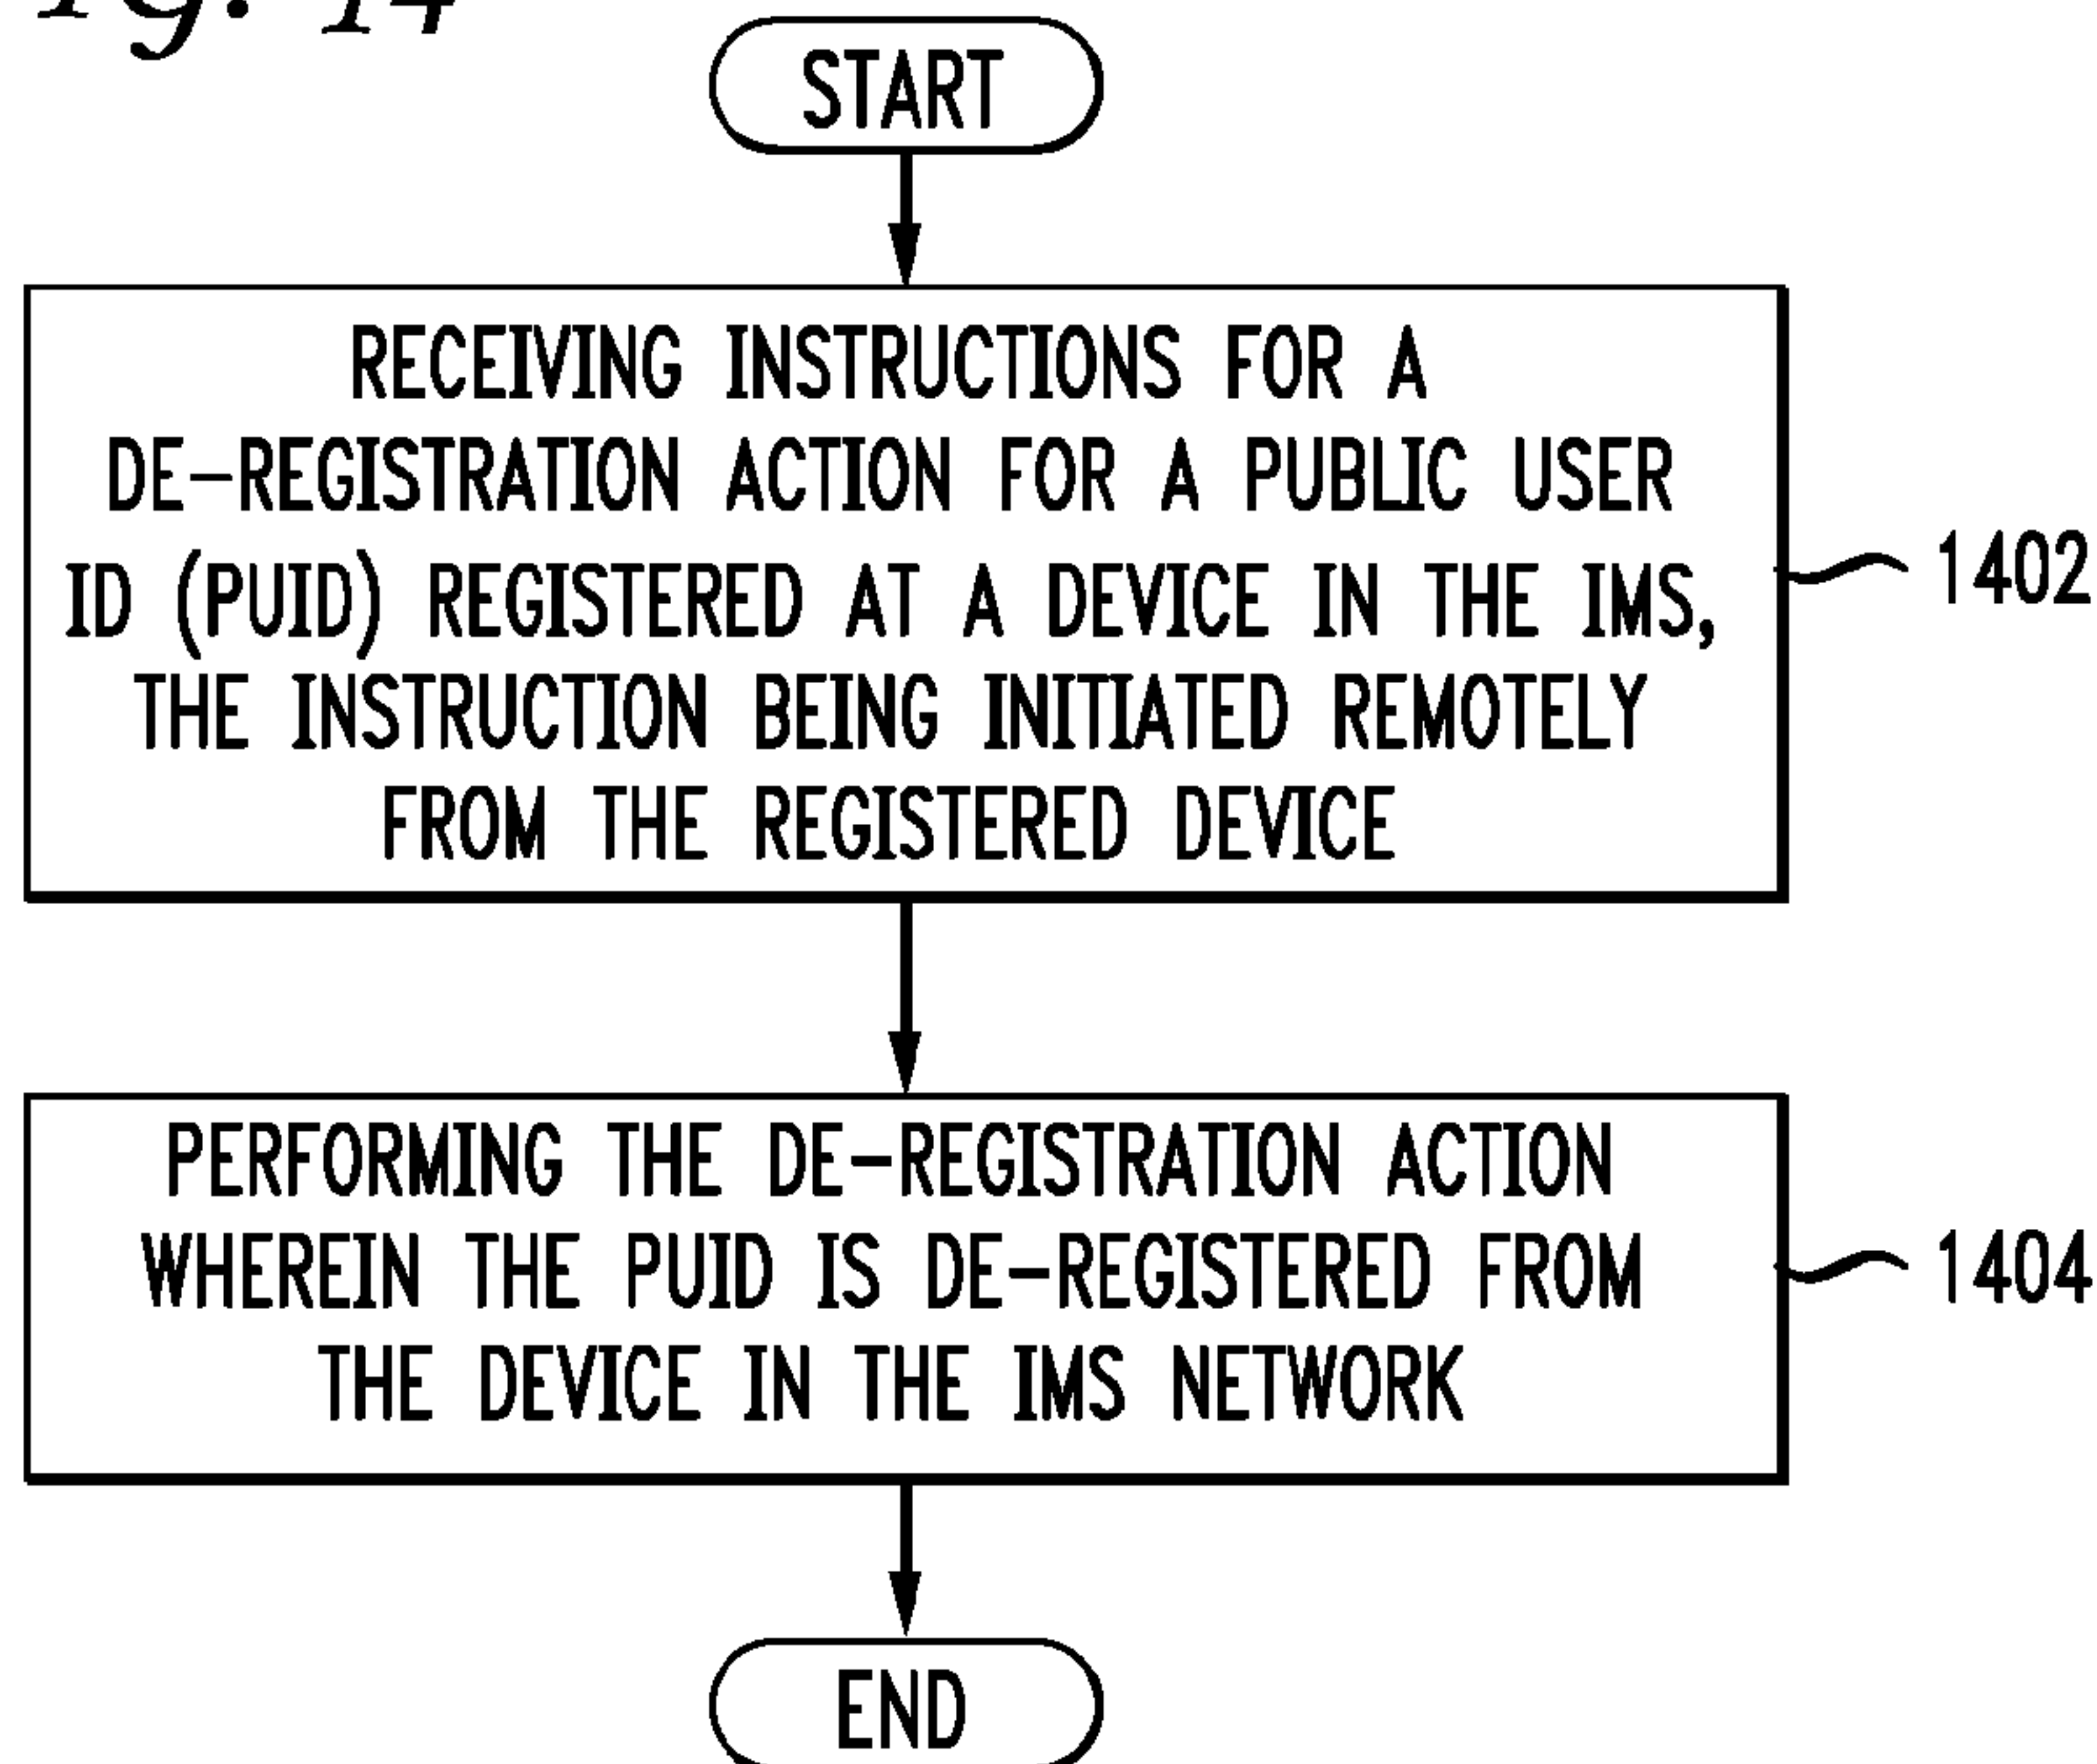 Fig. 14
START
RECEIVING INSTRUCTIONS FOR A
DE-REGISTRATION ACTION FOR A PUBLIC USER
ID (PUID) REGISTERED AT A DEVICE IN THE IMS,
THE INSTRUCTION BEING INITIATED REMOTELY
FROM THE REGISTERED DEVICE
1402
PERFORMING THE DE-REGISTRATION ACTION
WHEREIN THE PUID IS DE-REGISTERED FROM
THE DEVICE IN THE IMS NETWORK
1404
END